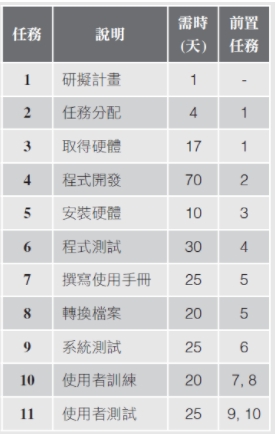 任務 說明 需時(天) 前置任務
1 研擬計畫 1 -
2 任務分配 4 1
3 取得硬體 17 1
4 程式開發 70 2
5 安裝硬體 10 3
6 程式測試 30 4
7 撰寫使用手冊 25 5
8 轉換檔案 20 5
9 系統測試 25 6
10 使用者訓練 20 7, 8
11 使用者測試 25 9, 10